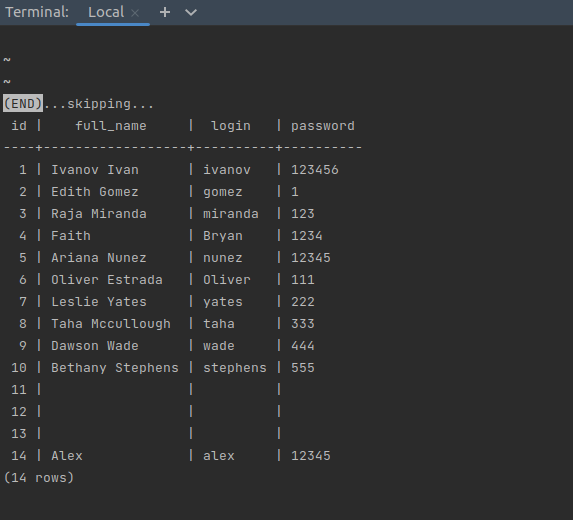 Terminal: Local × + ⌄
~
~
(END)...skipping...
 id |    full_name     |  login   | password
----+------------------+----------+----------
  1 | Ivanov Ivan      | ivanov   | 123456
  2 | Edith Gomez      | gomez    | 1
  3 | Raja Miranda     | miranda  | 123
  4 | Faith            | Bryan    | 1234
  5 | Ariana Nunez     | nunez    | 12345
  6 | Oliver Estrada   | Oliver   | 111
  7 | Leslie Yates     | yates    | 222
  8 | Taha Mccullough  | taha     | 333
  9 | Dawson Wade      | wade     | 444
 10 | Bethany Stephens | stephens | 555
 11 |                  |          |
 12 |                  |          |
 13 |                  |          |
 14 | Alex             | alex     | 12345
(14 rows)